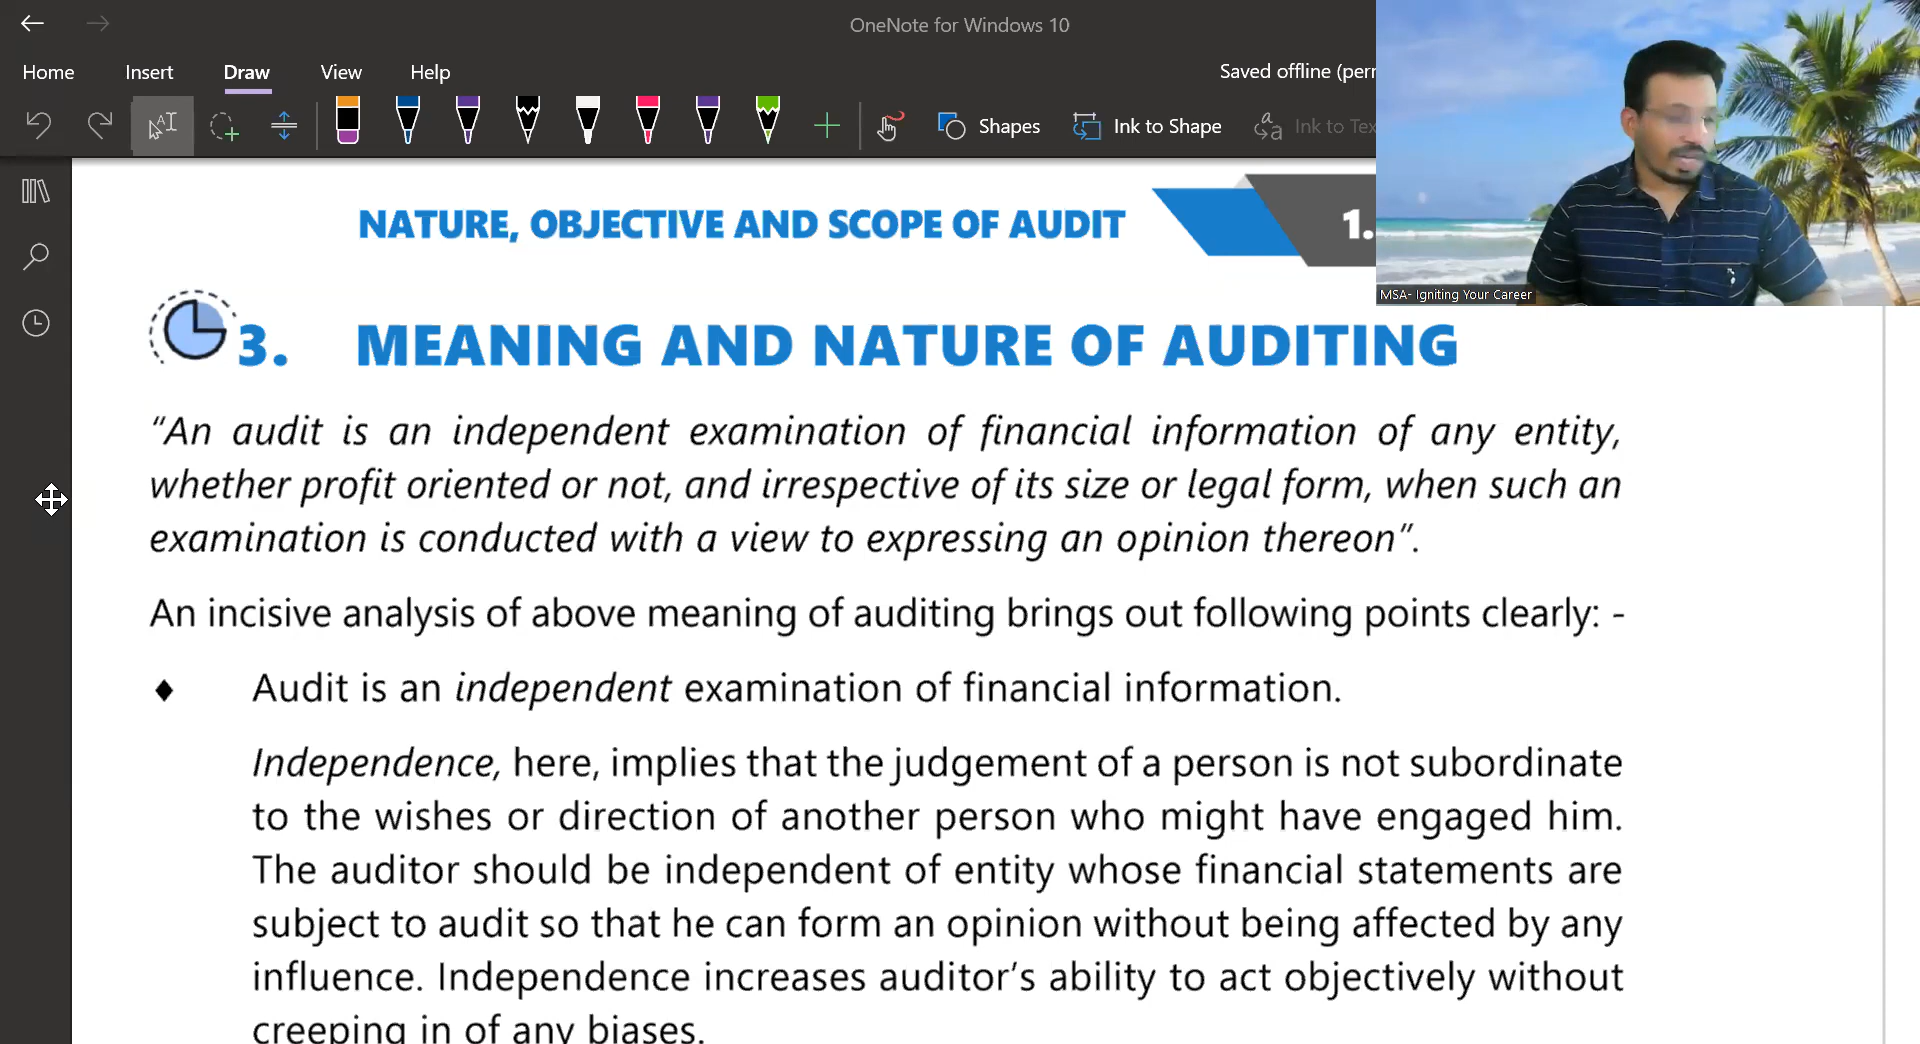 OneNote for Windows 10
Home Insert Draw View Help Saved offline (perr
Shapes Ink to Shape Ink to Tex
NATURE, OBJECTIVE AND SCOPE OF AUDIT 1.
MSA- Igniting Your Career
3. MEANING AND NATURE OF AUDITING
“An audit is an independent examination of financial information of any entity,
whether profit oriented or not, and irrespective of its size or legal form, when such an
examination is conducted with a view to expressing an opinion thereon”.
An incisive analysis of above meaning of auditing brings out following points clearly: -
♦ Audit is an independent examination of financial information.
Independence, here, implies that the judgement of a person is not subordinate
to the wishes or direction of another person who might have engaged him.
The auditor should be independent of entity whose financial statements are
subject to audit so that he can form an opinion without being affected by any
influence. Independence increases auditor’s ability to act objectively without
creeping in of any biases.